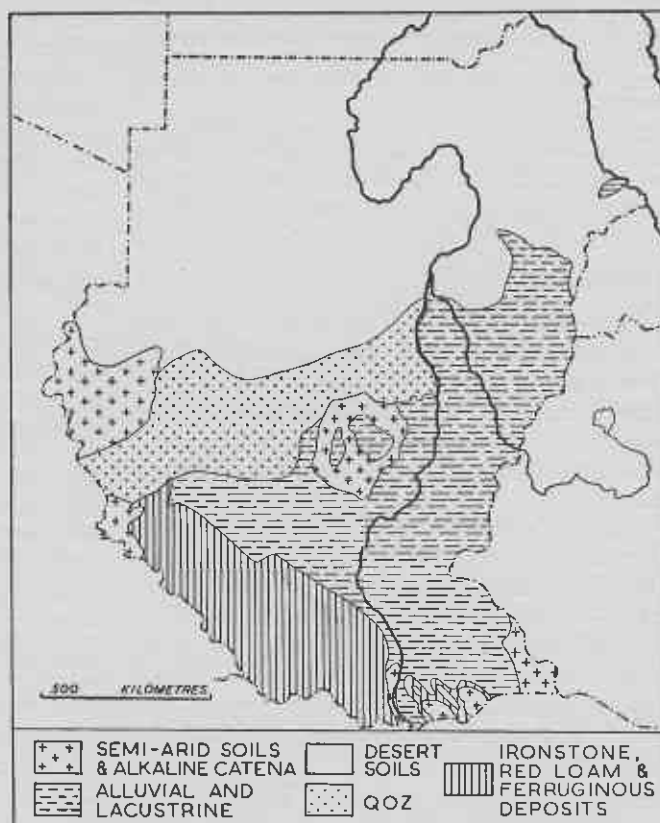 500 KILOMETRES
SEMI-ARID SOILS
& ALKALINE CATENA
ALLUVIAL AND
LACUSTRINE
DESERT
SOILS
QOZ
IRONSTONE,
RED LOAM &
FERRUGINOUS
DEPOSITS